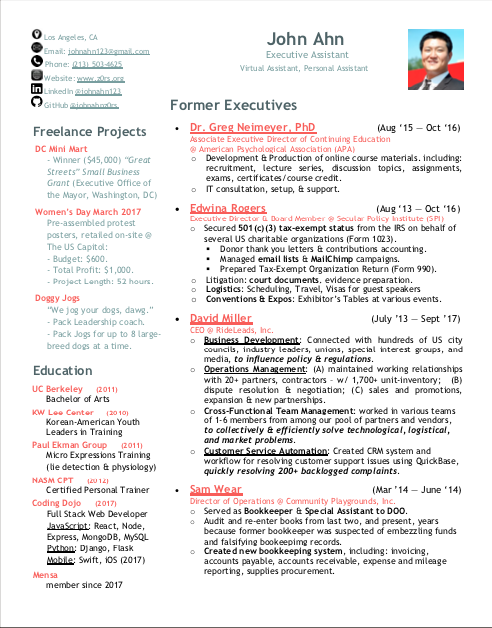 Los Angeles, CA
Email: johnahn123@gmail.com
Phone: (213) 503-4625
Website: www.z0rs.org
LinkedIn @johnahn123
GitHub @johnahnz0rs
John Ahn
Executive Assistant
Virtual Assistant, Personal Assistant
Freelance Projects
DC Mini Mart
- Winner ($45,000) “Great
Streets” Small Business
Grant (Executive Office of
the Mayor, Washington, DC)
Women’s Day March 2017
Pre-assembled protest
posters, retailed on-site @
The US Capitol:
- Budget: $600.
- Total Profit: $1,000.
- Project Length: 52 hours.
Doggy Jogs
“We jog your dogs, dawg.”
- Pack Leadership coach.
- Pack Jogs for up to 8 large-
breed dogs at a time.
Education
UC Berkeley (2011)
Bachelor of Arts
KW Lee Center (2010)
Korean-American Youth
Leaders in Training
Paul Ekman Group (2011)
Micro Expressions Training
(lie detection & physiology)
NASM CPT (2012)
Certified Personal Trainer
Coding Dojo (2017)
Full Stack Web Developer
JavaScript: React, Node,
Express, MongoDB, MySQL
Python: Django, Flask
Mobile: Swift, iOS (2017)
Mensa
member since 2017
Former Executives
• Dr. Greg Neimeyer, PhD (Aug ‘15 — Oct ‘16)
Associate Executive Director of Continuing Education
@ American Psychological Association (APA)
o Development & Production of online course materials. including:
recruitment, lecture series, discussion topics, assignments,
exams, certificates/course credit.
o IT consultation, setup, & support.
• Edwina Rogers (Aug ‘13 — Oct ‘16)
Executive Director & Board Member @ Secular Policy Institute (SPI)
o Secured 501(c)(3) tax-exempt status from the IRS on behalf of
several US charitable organizations (Form 1023).
▪ Donor thank you letters & contributions accounting.
▪ Managed email lists & MailChimp campaigns.
▪ Prepared Tax-Exempt Organization Return (Form 990).
o Litigation: court documents, evidence preparation.
o Logistics: Scheduling, Travel, Visas for guest speakers
o Conventions & Expos: Exhibitor’s Tables at various events.
• David Miller (July ‘13 — Sept ‘17)
CEO @ RideLeads, Inc.
o Business Development: Connected with hundreds of US city
councils, industry leaders, unions, special interest groups, and
media, to influence policy & regulations.
o Operations Management: (A) maintained working relationships
with 20+ partners, contractors – w/ 1,700+ unit-inventory; (B)
dispute resolution & negotiation; (C) sales and promotions,
expansion & new partnerships.
o Cross-Functional Team Management: worked in various teams
of 1-6 members from among our pool of partners and vendors,
to collectively & efficiently solve technological, logistical,
and market problems.
o Customer Service Automation: Created CRM system and
workflow for resolving customer support issues using QuickBase,
quickly resolving 200+ backlogged complaints.
• Sam Wear (Mar ’14 — June ‘14)
Director of Operations @ Community Playgrounds, Inc.
o Served as Bookkeeper & Special Assistant to DOO.
o Audit and re-enter books from last two, and present, years
because former bookkeeper was suspected of embezzling funds
and falsifying bookkeeping records.
o Created new bookkeeping system, including: invoicing,
accounts payable, accounts receivable, expense and mileage
reporting, supplies procurement.